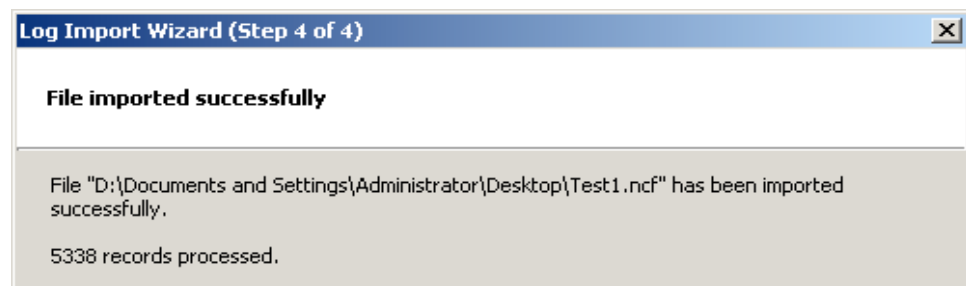 Log Import Wizard (Step 4 of 4)
File imported successfully
File "D:\Documents and Settings\Administrator\Desktop\Test1.ncf" has been imported
successfully.
5338 records processed.